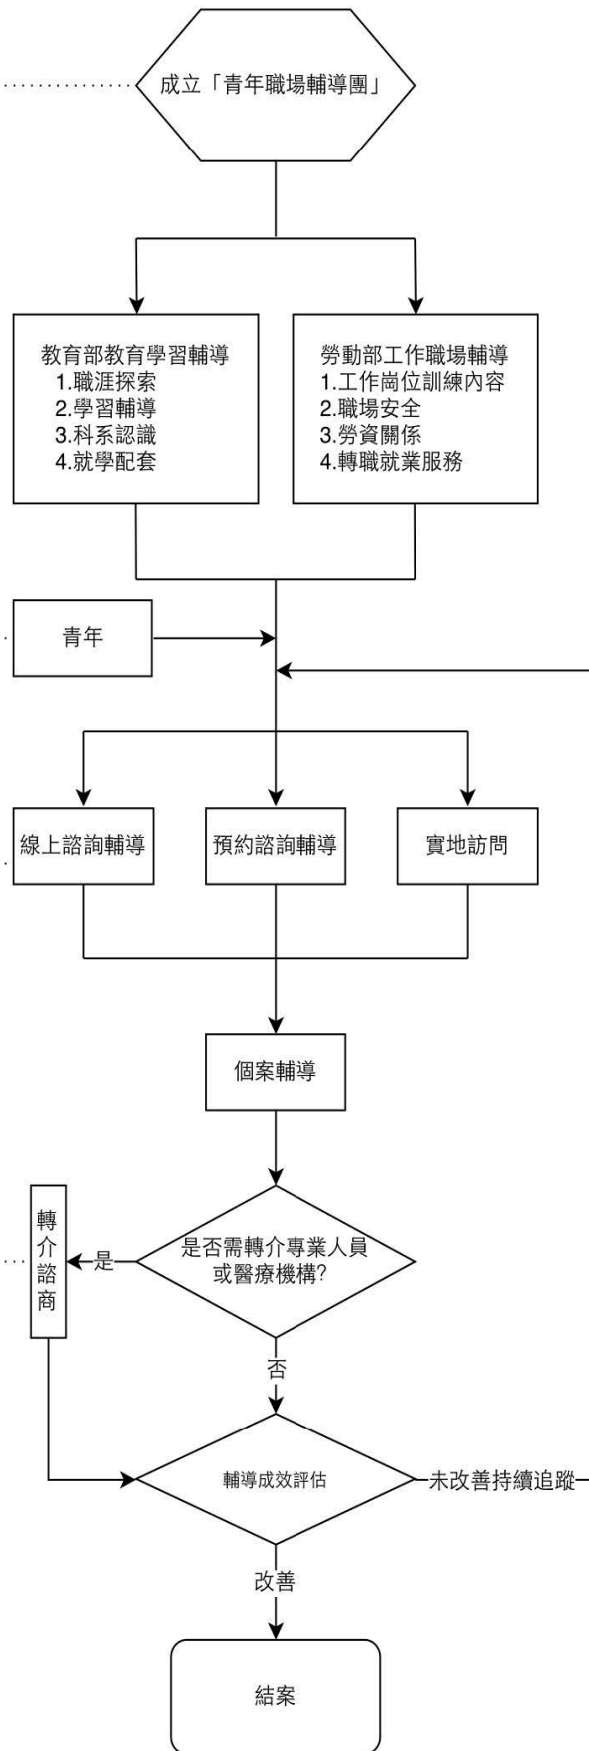 成立「青年職場輔導團」
教育部教育學習輔導
1.職涯探索
2.學習輔導
3.科系認識
4.就學配套
勞動部工作職場輔導
1.工作崗位訓練內容
2.職場安全
3.勞資關係
4.轉職就業服務
青年
線上諮詢輔導
預約諮詢輔導
實地訪問
個案輔導
是否需轉介專業人員
或醫療機構?
是
轉
介
諮
商
否
輔導成效評估
未改善持續追蹤
改善
結案